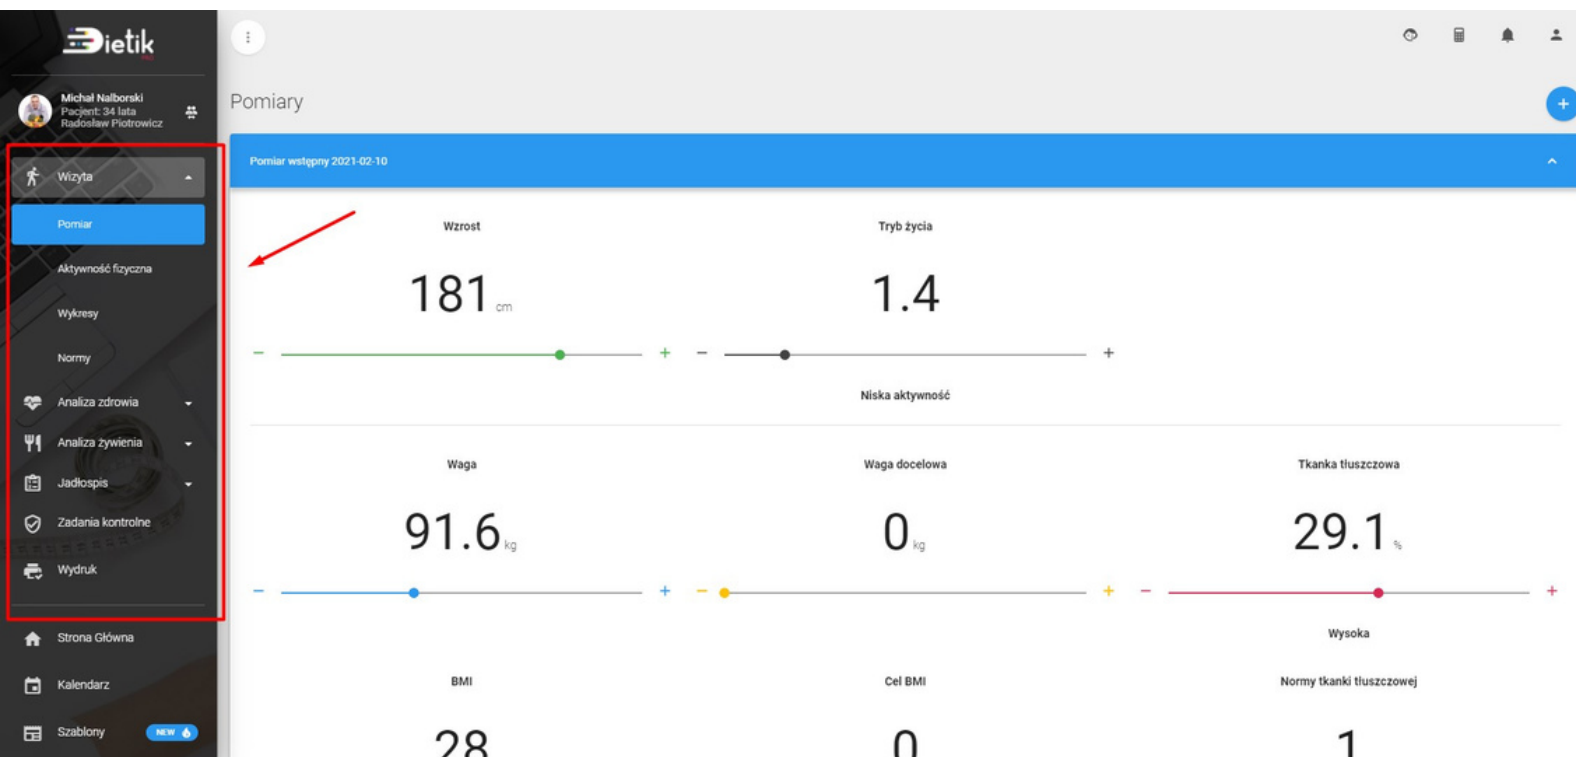 Dietik
PRO
Michał Nalborski
Pacjent: 34 lata
Radosław Piotrowicz
Wizyta
Pomiar
Aktywność fizyczna
Wykresy
Normy
Analiza zdrowia
Analiza żywienia
Jadłospis
Zadania kontrolne
Wydruk
Strona Główna
Kalendarz
Szablony NEW
Pomiary
Pomiar wstępny 2021-02-10
Wzrost Tryb życia
181 cm 1.4
− + − +
Niska aktywność
Waga Waga docelowa Tkanka tłuszczowa
91.6 kg 0 kg 29.1 %
− + − + − +
Wysoka
BMI Cel BMI Normy tkanki tłuszczowej
28 0 1